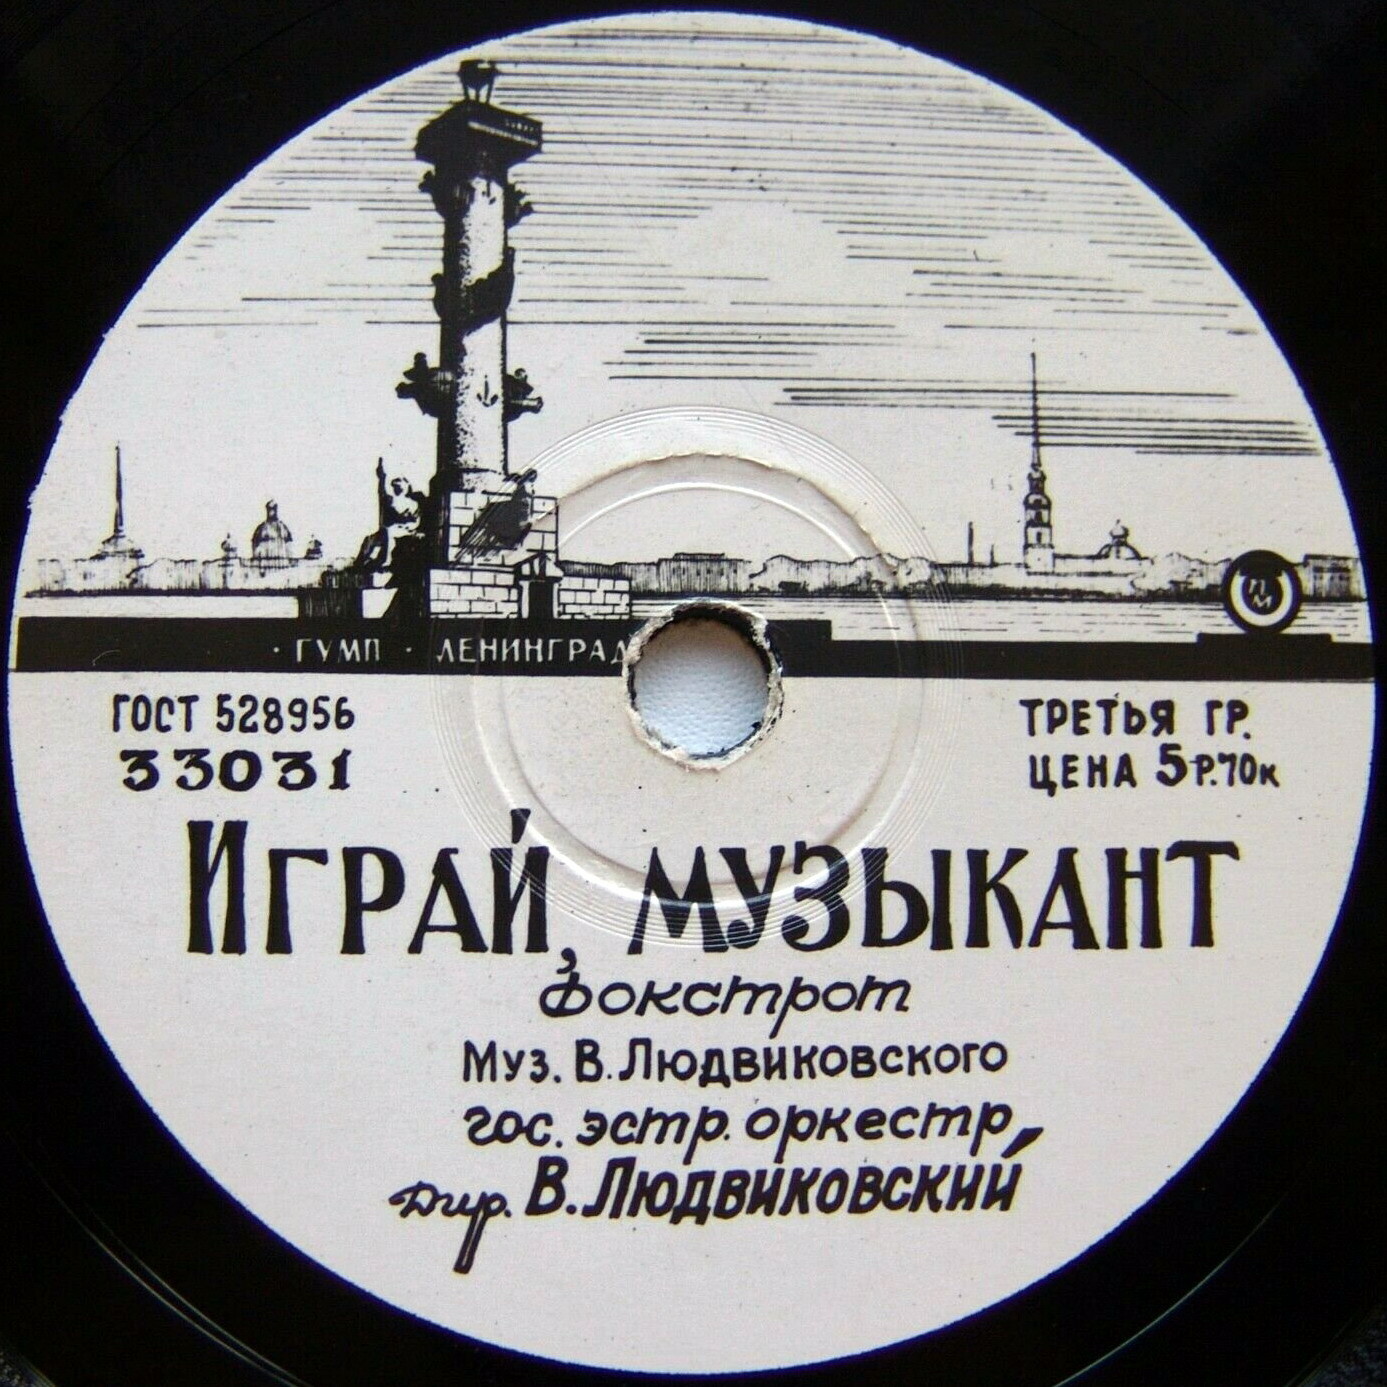 ПМ
· ГУМП · ЛЕНИНГРАД
ГОСТ 528956
33031
ТРЕТЬЯ ГР.
ЦЕНА 5Р.70К
ИГРАЙ, МУЗЫКАНТ
Фокстрот
Муз. В. Людвиковского
гос. эстр. оркестр,
Дир. В. Людвиковский